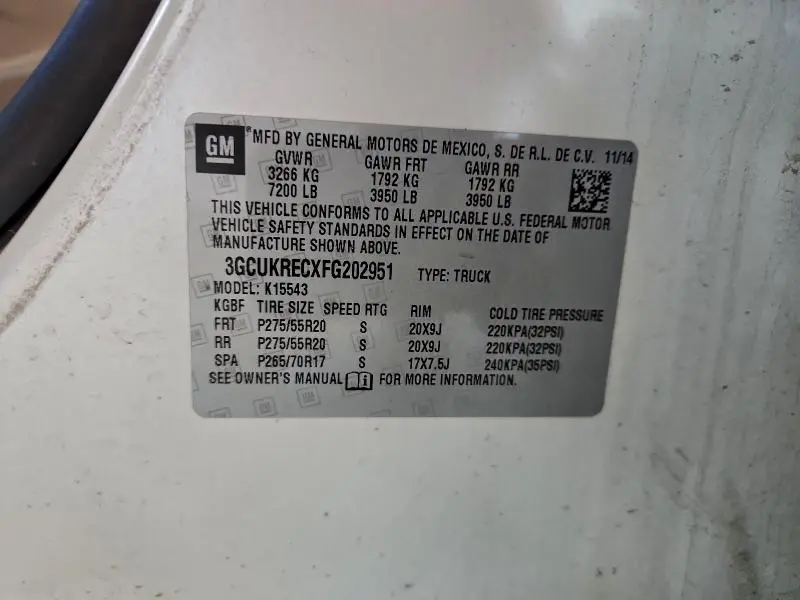 GM MFD BY GENERAL MOTORS DE MEXICO, S. DE R.L. DE C.V. 11/14
GVWR GAWR FRT GAWR RR
3266 KG 1792 KG 1792 KG
7200 LB 3950 LB 3950 LB
THIS VEHICLE CONFORMS TO ALL APPLICABLE U.S. FEDERAL MOTOR
VEHICLE SAFETY STANDARDS IN EFFECT ON THE DATE OF
MANUFACTURE SHOWN ABOVE.
3GCUKRECXFG202951 TYPE: TRUCK
MODEL: K15543
KGBF TIRE SIZE SPEED RTG RIM COLD TIRE PRESSURE
FRT P275/55R20 S 20X9J 220KPA(32PSI)
RR P275/55R20 S 20X9J 220KPA(32PSI)
SPA P265/70R17 S 17X7.5J 240KPA(35PSI)
SEE OWNER'S MANUAL FOR MORE INFORMATION.